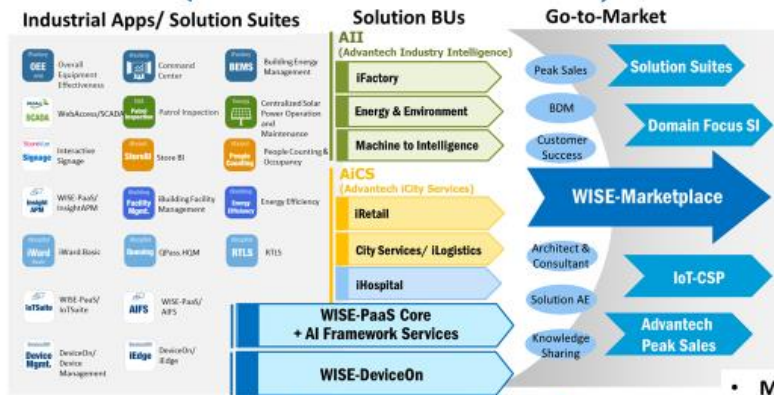 Industrial Apps/ Solution Suites
Solution BUs
Go-to-Market
OEE
Overall
Equipment
Effectiveness
Command
Center
BEMS
Building Energy
Management
SCADA
WebAccess/SCADA
Patrol
Inspection
Patrol Inspection
Centralized Solar
Power Operation
and
Maintenance
Signage
Interactive
Signage
StoreBI
Store BI
People
Counting
People Counting &
Occupancy
Insight
APM
WISE-PaaS/
InsightAPM
Facility
Mgmt.
iBuilding Facility
Management
Energy
Efficiency
Energy Efficiency
iWard
Basic
iWard Basic
Queuing
QPass.HQM
RTLS
RTLS
IoTSuite
WISE-PaaS/
IoTSuite
AIFS
WISE-PaaS/
AIFS
Device
Mgmt.
DeviceOn/
Device
Management
iEdge
DeviceOn/
iEdge
AII
(Advantech Industry Intelligence)
iFactory
Energy & Environment
Machine to Intelligence
AiCS
(Advantech iCity Services)
iRetail
City Services/ iLogistics
iHospital
WISE-PaaS Core
+ AI Framework Services
WISE-DeviceOn
Peak Sales
BDM
Customer
Success
Architect &
Consultant
Solution AE
Knowledge
Sharing
Solution Suites
Domain Focus SI
WISE-Marketplace
IoT-CSP
Advantech
Peak Sales
• M